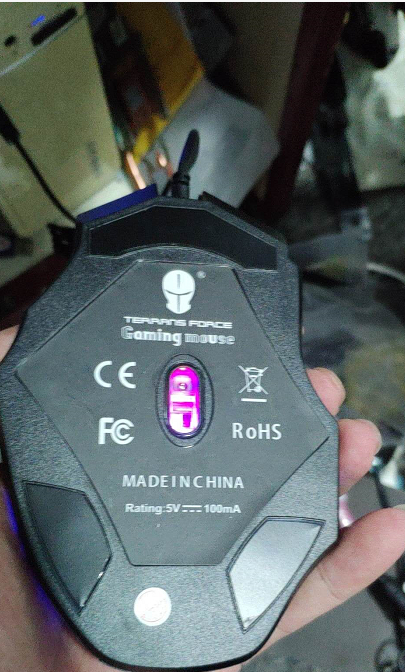 ®
TERRANS FORCE
Gaming mouse
CE
FC
RoHS
MADE IN CHINA
Rating:5V⎓100mA